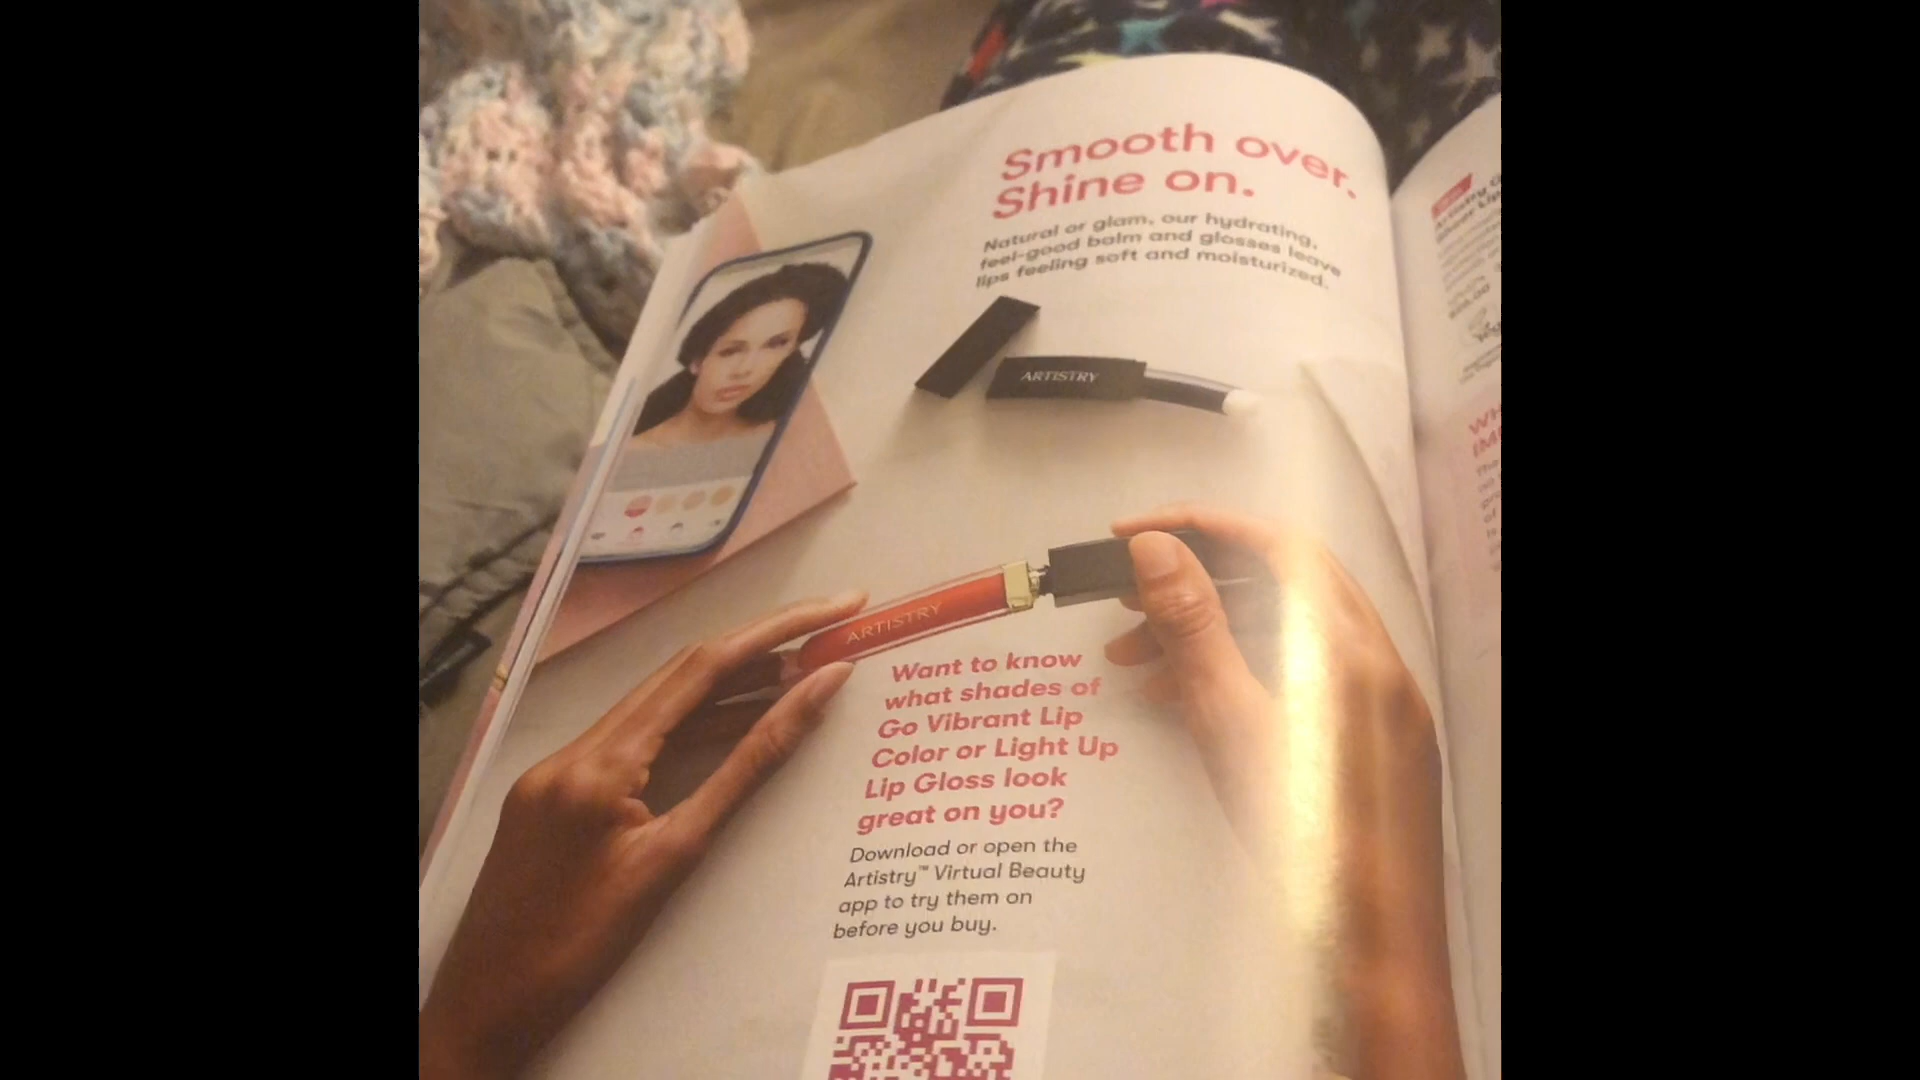 Smooth over.
Shine on.
Natural or glam, our hydrating,
feel-good balm and glosses leave
lips feeling soft and moisturized.
ARTISTRY
ARTISTRY
Want to know
what shades of
Go Vibrant Lip
Color or Light Up
Lip Gloss look
great on you?
Download or open the
Artistry™ Virtual Beauty
app to try them on
before you buy.